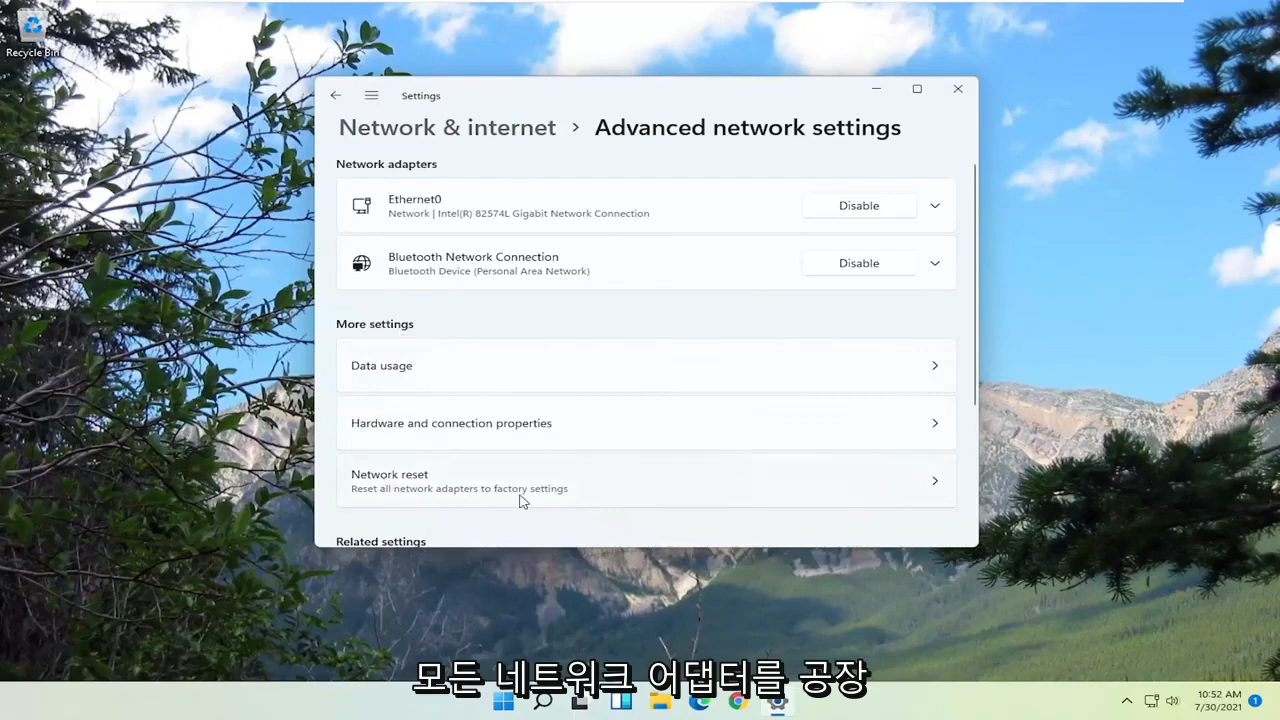 Recycle Bin
Settings
Network & internet > Advanced network settings
Network adapters
Ethernet0
Network | Intel(R) 82574L Gigabit Network Connection
Disable
Bluetooth Network Connection
Bluetooth Device (Personal Area Network)
Disable
More settings
Data usage
Hardware and connection properties
Network reset
Reset all network adapters to factory settings
Related settings
모든 네트워크 어댑터를 공장
10:52 AM
7/30/2021
1